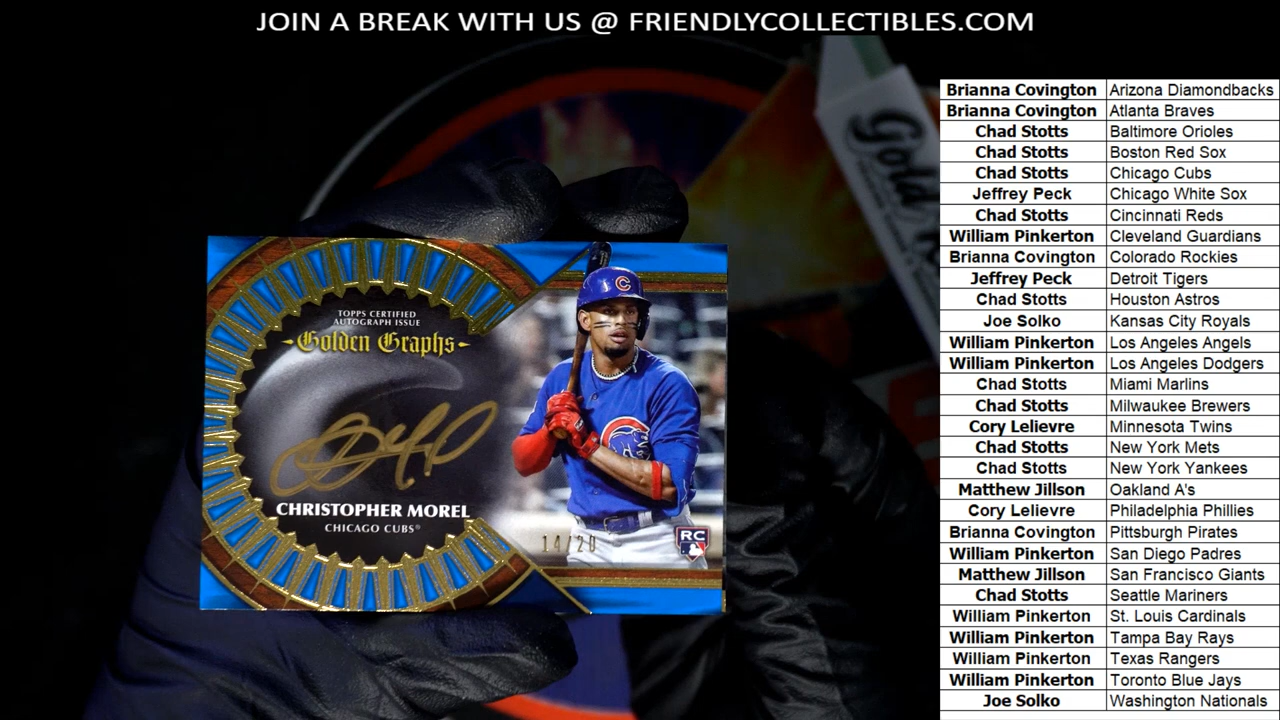 JOIN A BREAK WITH US @ FRIENDLYCOLLECTIBLES.COM
Gold
TOPPS CERTIFIED
AUTOGRAPH ISSUE
Golden Graphs
CHRISTOPHER MOREL
CHICAGO CUBS®
14/20
RC
C
Brianna Covington Arizona Diamondbacks
Brianna Covington Atlanta Braves
Chad Stotts Baltimore Orioles
Chad Stotts Boston Red Sox
Chad Stotts Chicago Cubs
Jeffrey Peck Chicago White Sox
Chad Stotts Cincinnati Reds
William Pinkerton Cleveland Guardians
Brianna Covington Colorado Rockies
Jeffrey Peck Detroit Tigers
Chad Stotts Houston Astros
Joe Solko Kansas City Royals
William Pinkerton Los Angeles Angels
William Pinkerton Los Angeles Dodgers
Chad Stotts Miami Marlins
Chad Stotts Milwaukee Brewers
Cory Lelievre Minnesota Twins
Chad Stotts New York Mets
Chad Stotts New York Yankees
Matthew Jillson Oakland A's
Cory Lelievre Philadelphia Phillies
Brianna Covington Pittsburgh Pirates
William Pinkerton San Diego Padres
Matthew Jillson San Francisco Giants
Chad Stotts Seattle Mariners
William Pinkerton St. Louis Cardinals
William Pinkerton Tampa Bay Rays
William Pinkerton Texas Rangers
William Pinkerton Toronto Blue Jays
Joe Solko Washington Nationals